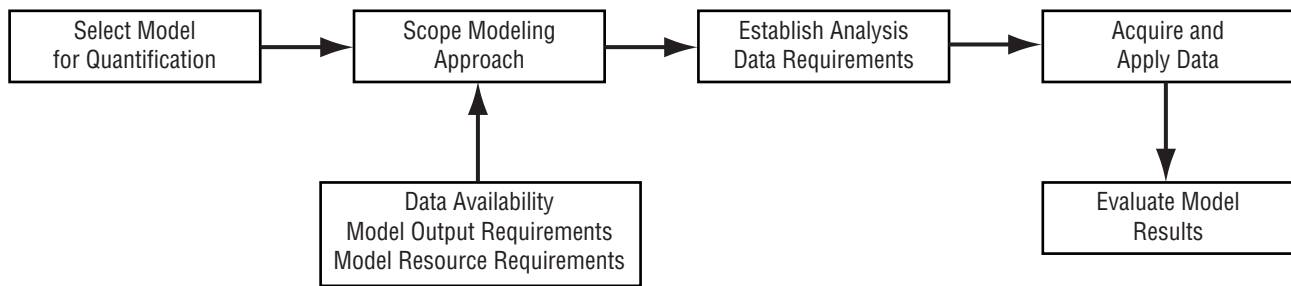 Select Model
for Quantification
Scope Modeling
Approach
Establish Analysis
Data Requirements
Acquire and
Apply Data
Data Availability
Model Output Requirements
Model Resource Requirements
Evaluate Model
Results